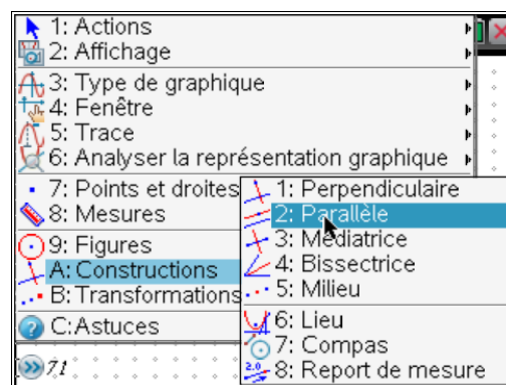 1: Actions
2: Affichage
3: Type de graphique
4: Fenêtre
5: Trace
6: Analyser la représentation graphique
7: Points et droites
8: Mesures
9: Figures
A: Constructions
B: Transformations
C:Astuces
1: Perpendiculaire
2: Parallèle
3: Médiatrice
4: Bissectrice
5: Milieu
6: Lieu
7: Compas
8: Report de mesure
7.1